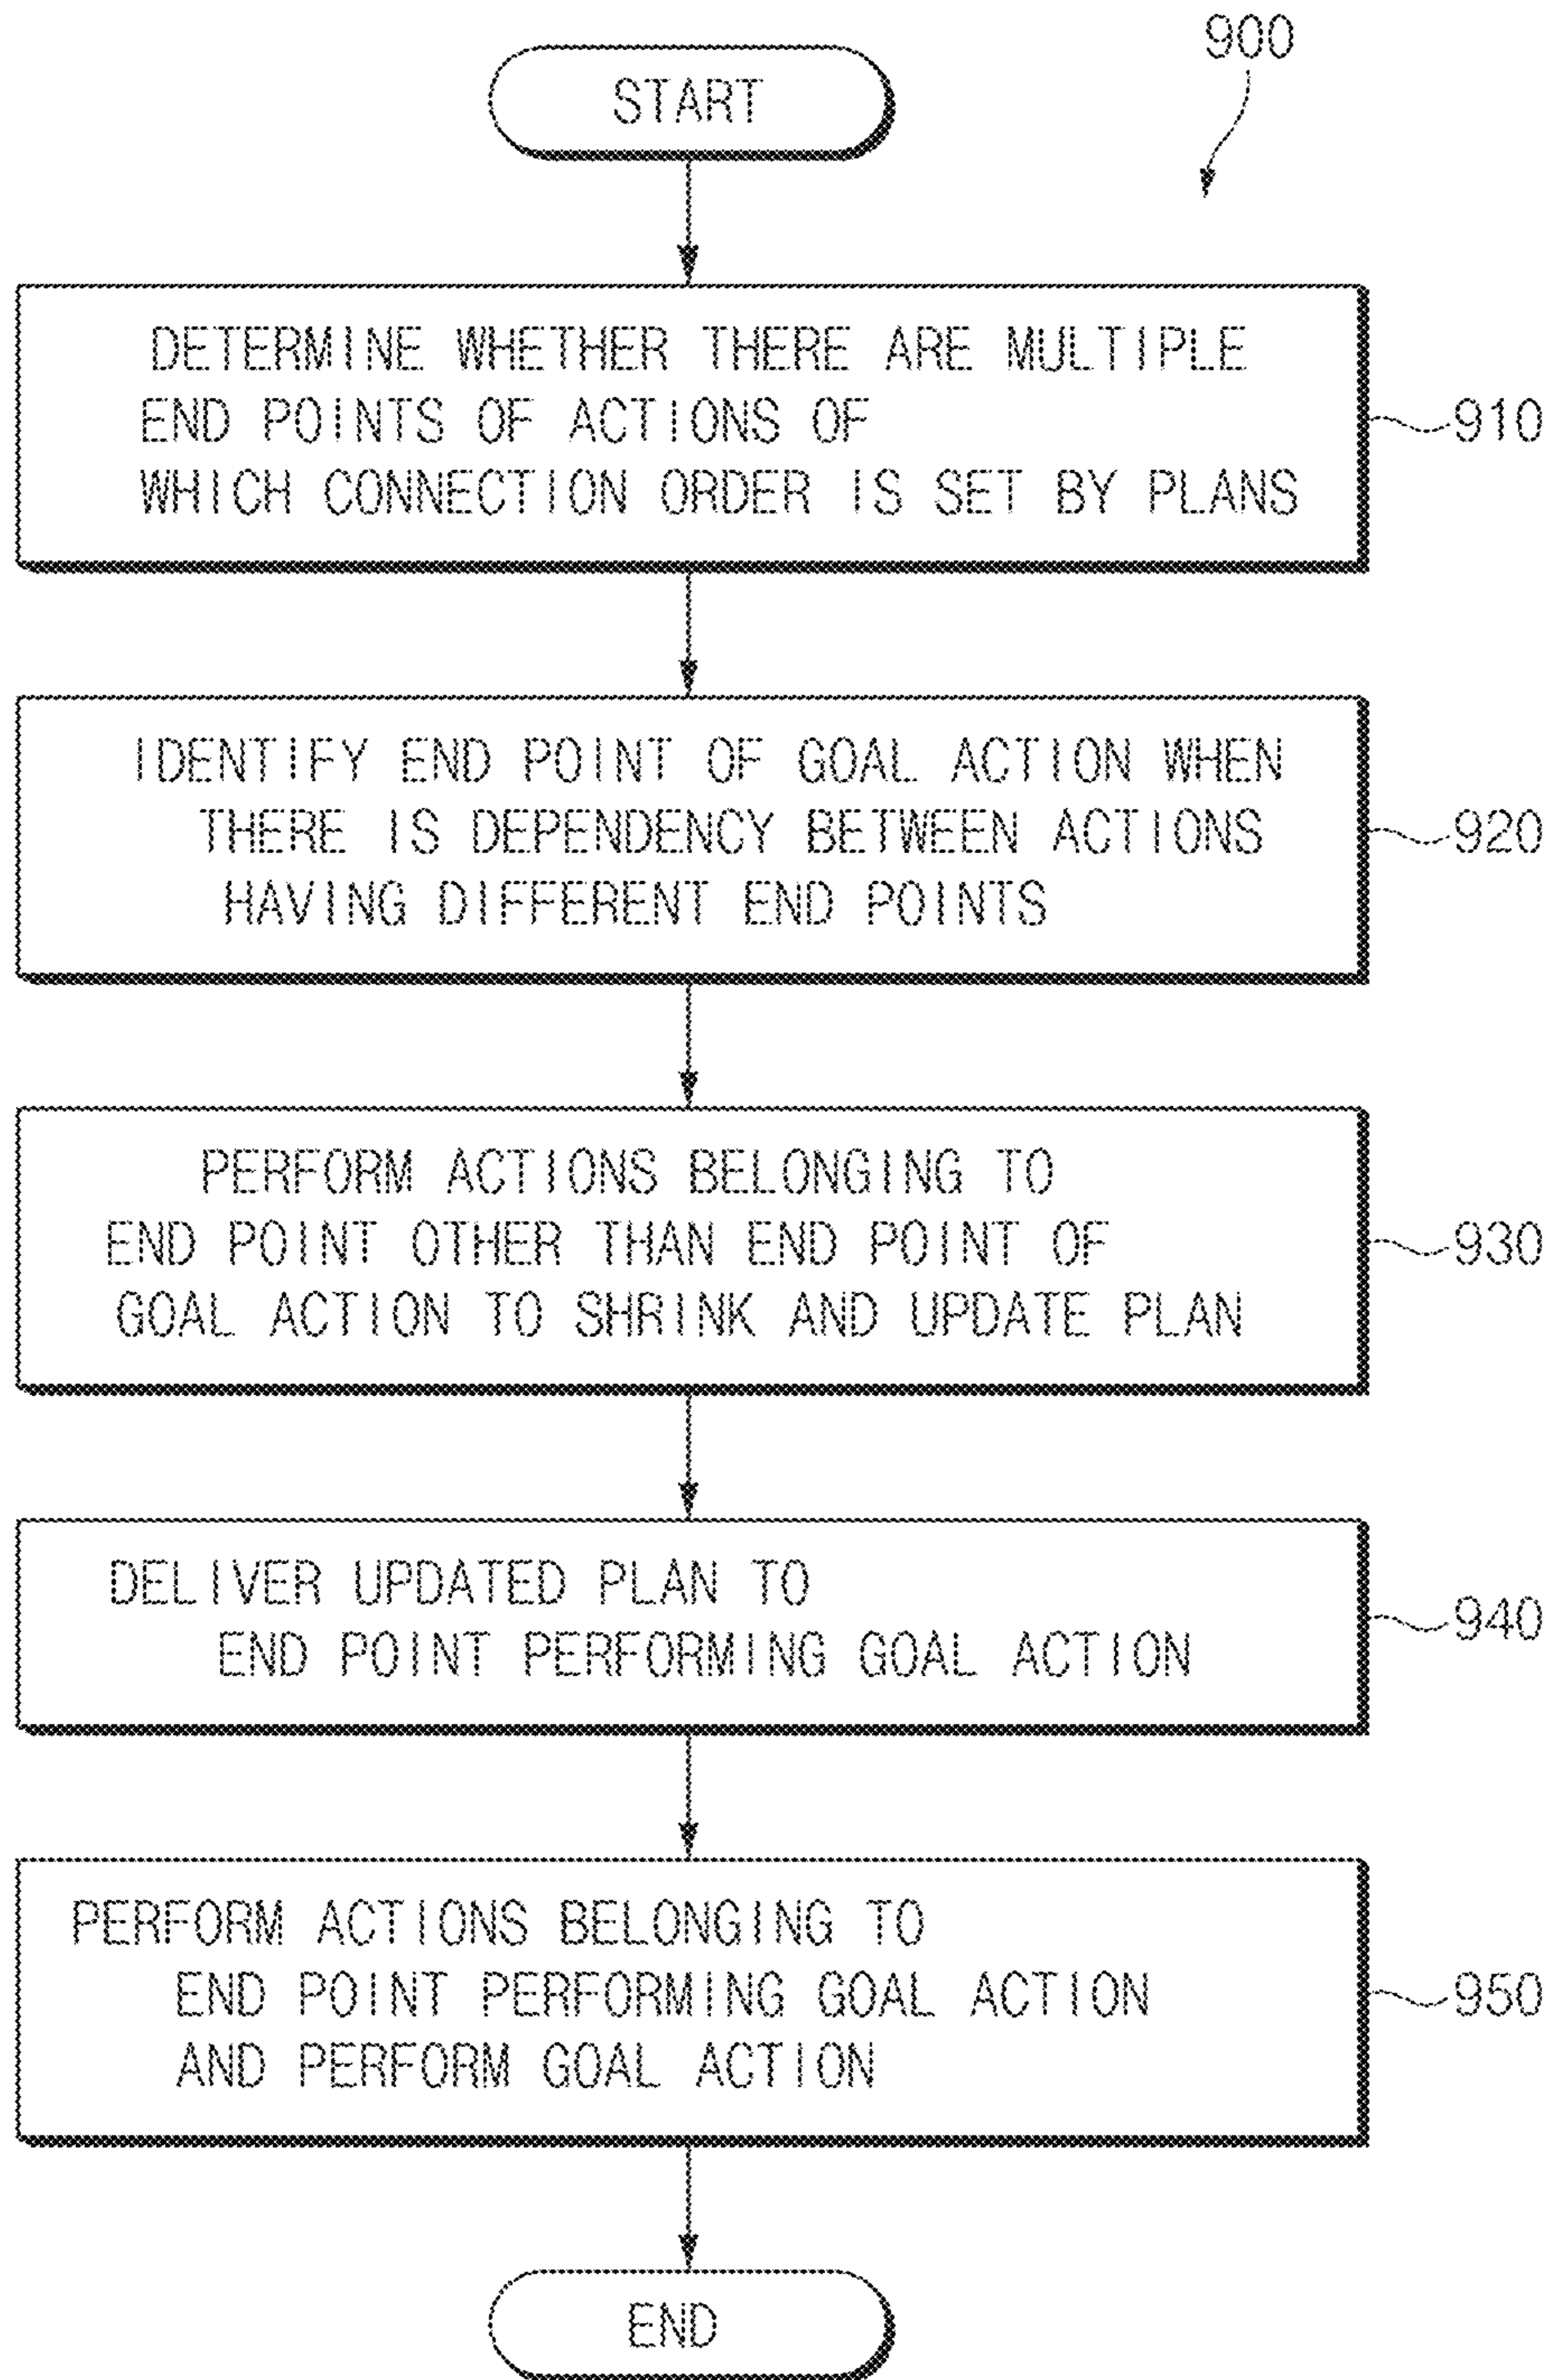 900
START
DETERMINE WHETHER THERE ARE MULTIPLE
END POINTS OF ACTIONS OF
WHICH CONNECTION ORDER IS SET BY PLANS
910
IDENTIFY END POINT OF GOAL ACTION WHEN
THERE IS DEPENDENCY BETWEEN ACTIONS
HAVING DIFFERENT END POINTS
920
PERFORM ACTIONS BELONGING TO
END POINT OTHER THAN END POINT OF
GOAL ACTION TO SHRINK AND UPDATE PLAN
930
DELIVER UPDATED PLAN TO
END POINT PERFORMING GOAL ACTION
940
PERFORM ACTIONS BELONGING TO
END POINT PERFORMING GOAL ACTION
AND PERFORM GOAL ACTION
950
END